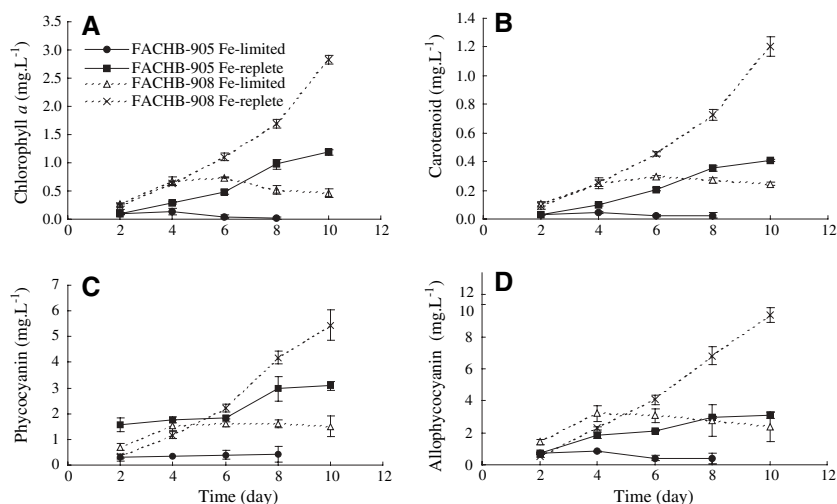 A
Chlorophyll a (mg.L-1)
3.5
3.0
2.5
2.0
1.5
1.0
0.5
0.0
FACHB-905 Fe-limited
FACHB-905 Fe-replete
FACHB-908 Fe-limited
FACHB-908 Fe-replete
0 2 4 6 8 10 12
B
Carotenoid (mg.L-1)
1.4
1.2
1.0
0.8
0.6
0.4
0.2
0.0
0 2 4 6 8 10 12
C
Phycocyanin (mg.L-1)
7
6
5
4
3
2
1
0
0 2 4 6 8 10 12
Time (day)
D
Allophycocyanin (mg.L-1)
12
10
8
6
4
2
0
0 2 4 6 8 10 12
Time (day)